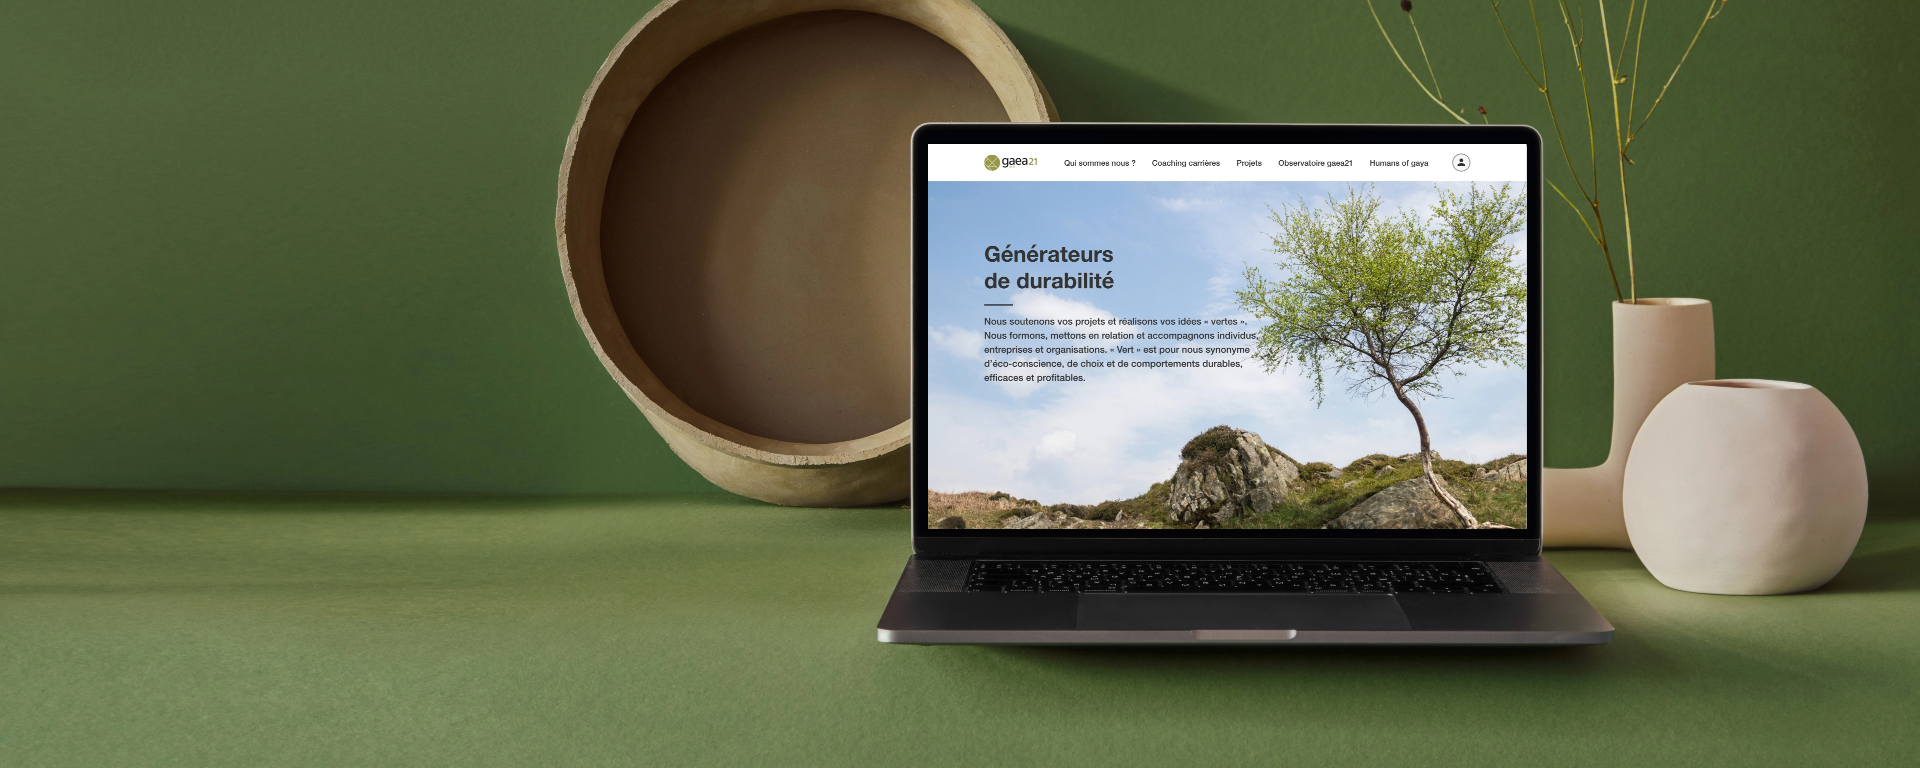 gaea21
Qui sommes nous ?
Coaching carrières
Projets
Observatoire gaea21
Humans of gaya
Générateurs
de durabilité
Nous soutenons vos projets et réalisons vos idées « vertes ».
Nous formons, mettons en relation et accompagnons individus,
entreprises et organisations. « Vert » est pour nous synonyme
d'éco-conscience, de choix et de comportements durables,
efficaces et profitables.